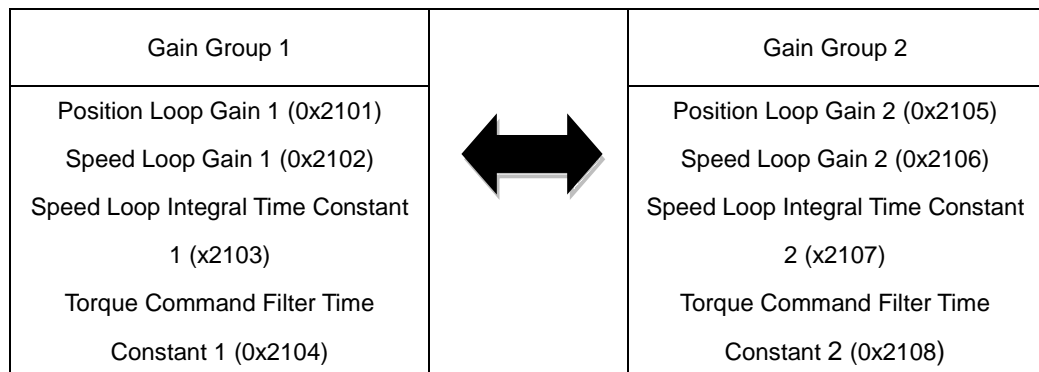 Gain Group 1
Position Loop Gain 1 (0x2101)
Speed Loop Gain 1 (0x2102)
Speed Loop Integral Time Constant
1 (x2103)
Torque Command Filter Time
Constant 1 (0x2104)
Gain Group 2
Position Loop Gain 2 (0x2105)
Speed Loop Gain 2 (0x2106)
Speed Loop Integral Time Constant
2 (x2107)
Torque Command Filter Time
Constant 2 (0x2108)